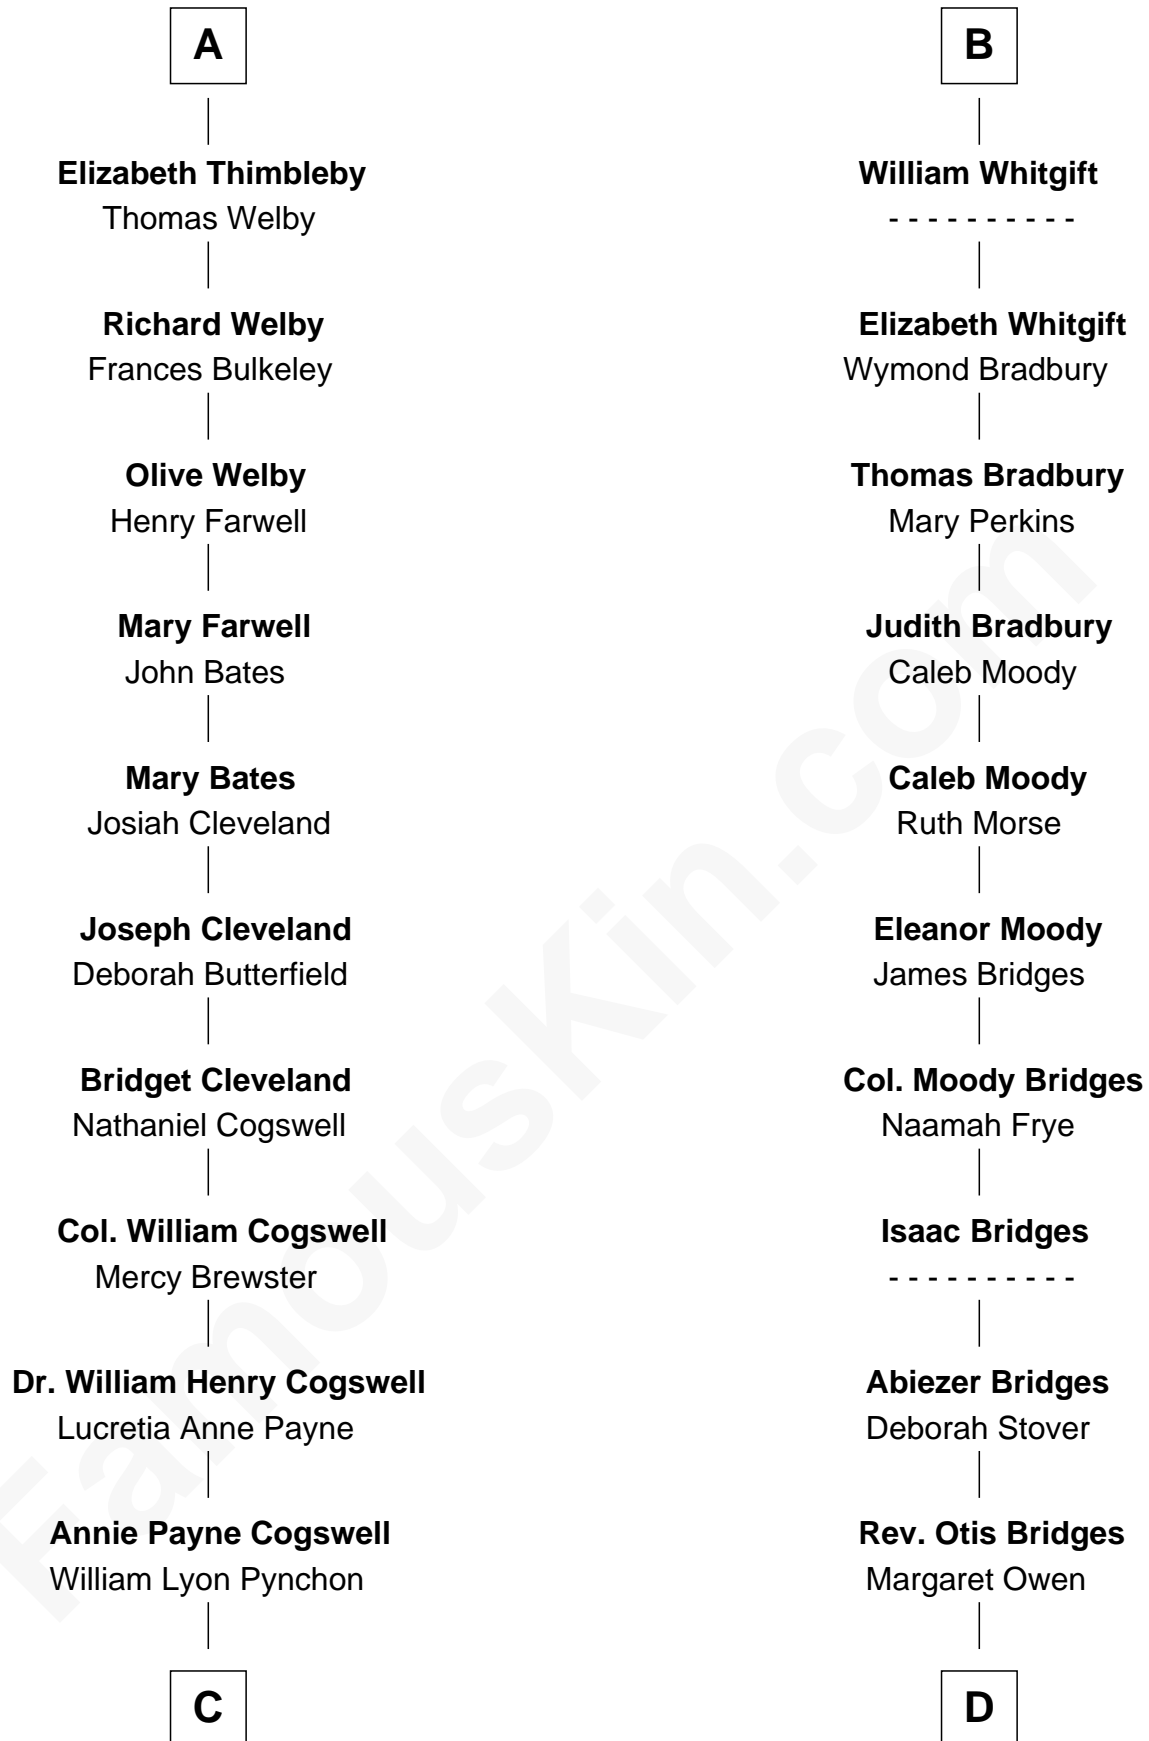 A
Elizabeth Thimbleby
Thomas Welby
Richard Welby
Frances Bulkeley
Olive Welby
Henry Farwell
Mary Farwell
John Bates
Mary Bates
Josiah Cleveland
Joseph Cleveland
Deborah Butterfield
Bridget Cleveland
Nathaniel Cogswell
Col. William Cogswell
Mercy Brewster
Dr. William Henry Cogswell
Lucretia Anne Payne
Annie Payne Cogswell
William Lyon Pynchon
C
B
William Whitgift
- - - - - - - - - -
Elizabeth Whitgift
Wymond Bradbury
Thomas Bradbury
Mary Perkins
Judith Bradbury
Caleb Moody
Caleb Moody
Ruth Morse
Eleanor Moody
James Bridges
Col. Moody Bridges
Naamah Frye
Isaac Bridges
- - - - - - - - - -
Abiezer Bridges
Deborah Stover
Rev. Otis Bridges
Margaret Owen
D
FamousKin.com